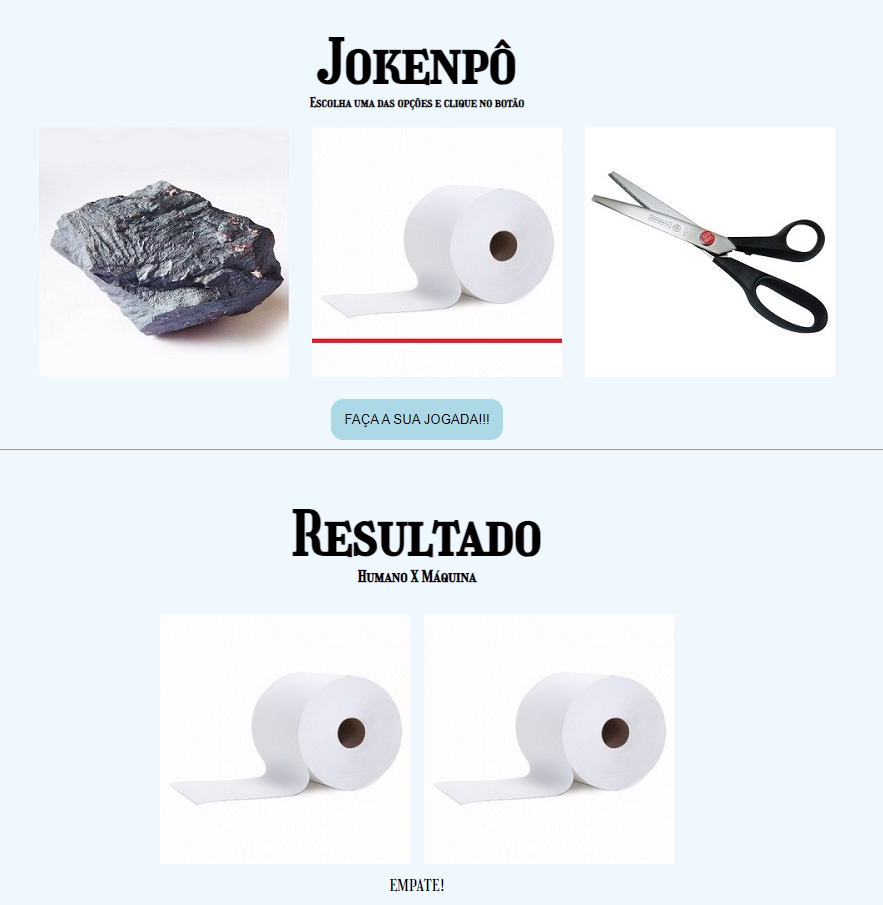 Jokenpô
Escolha uma das opções e clique no botão
FAÇA A SUA JOGADA!!!
Resultado
Humano X Máquina
EMPATE!